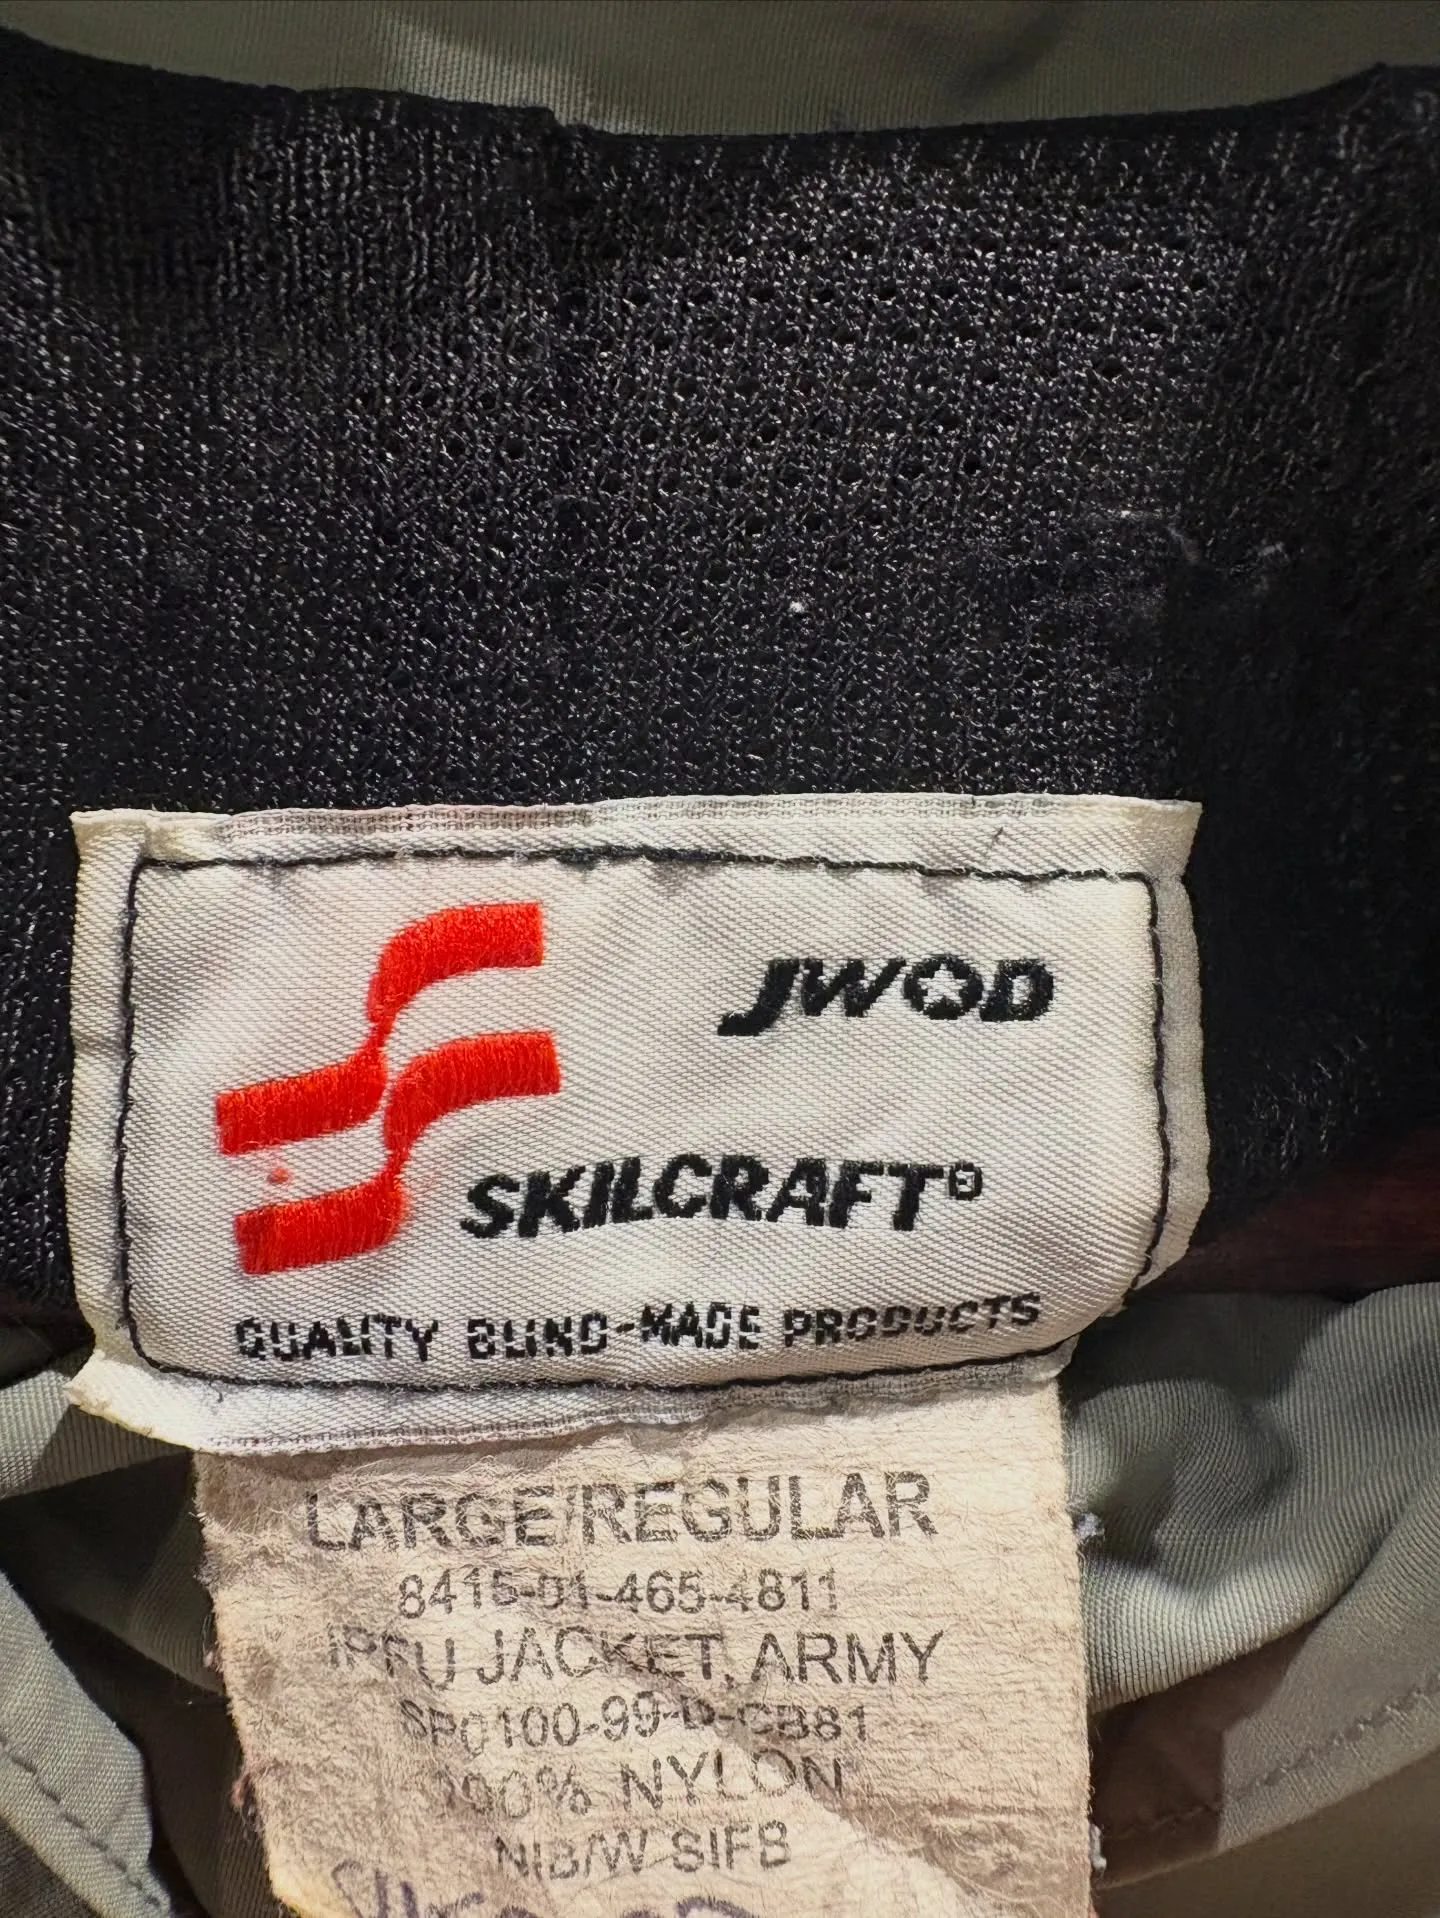 JWOD
SKILCRAFT®
QUALITY BLIND-MADE PRODUCTS
LARGE/REGULAR
8415-01-465-4811
IPFU JACKET, ARMY
SP0100-99-D-CB81
100% NYLON
NIB/W SIFB